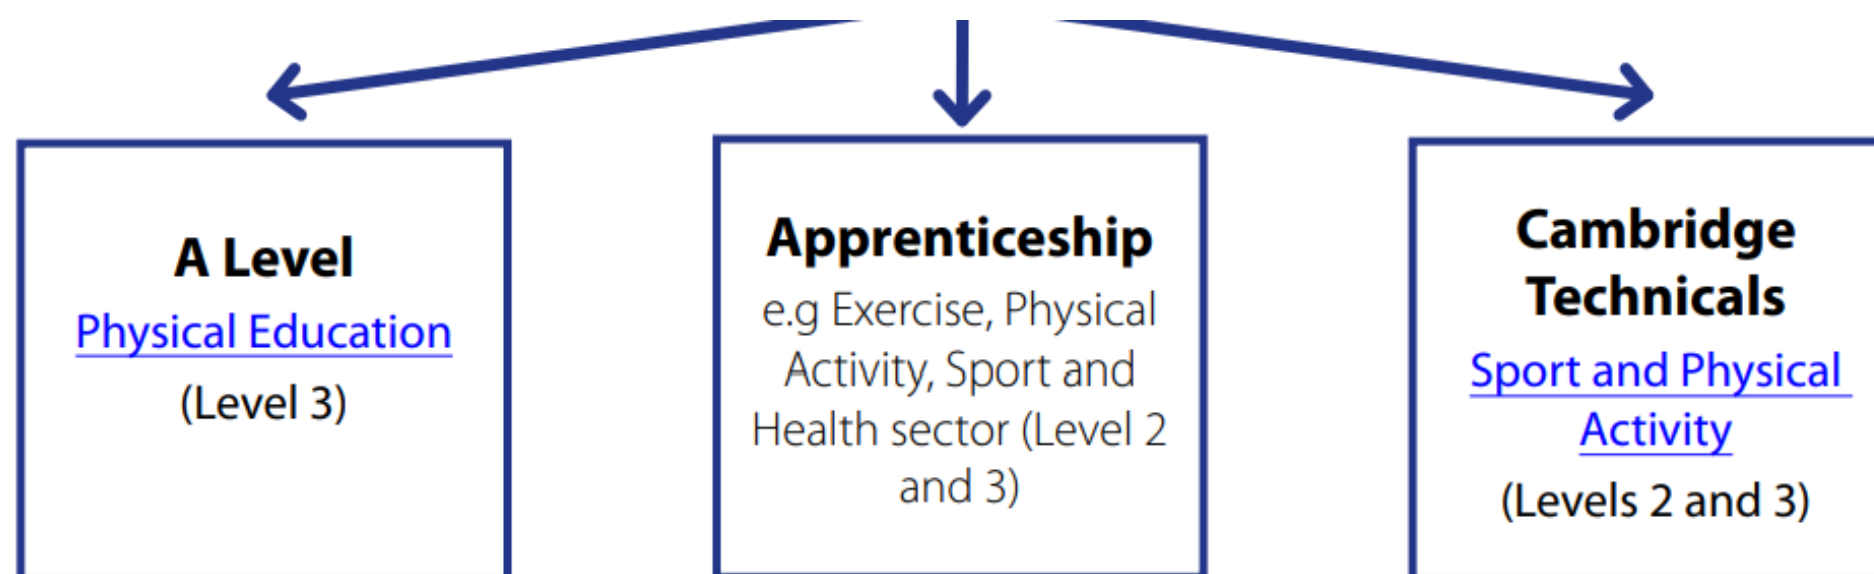 A Level
Physical Education
(Level 3)
Apprenticeship
e.g Exercise, Physical
Activity, Sport and
Health sector (Level 2
and 3)
Cambridge
Technicals
Sport and Physical
Activity
(Levels 2 and 3)